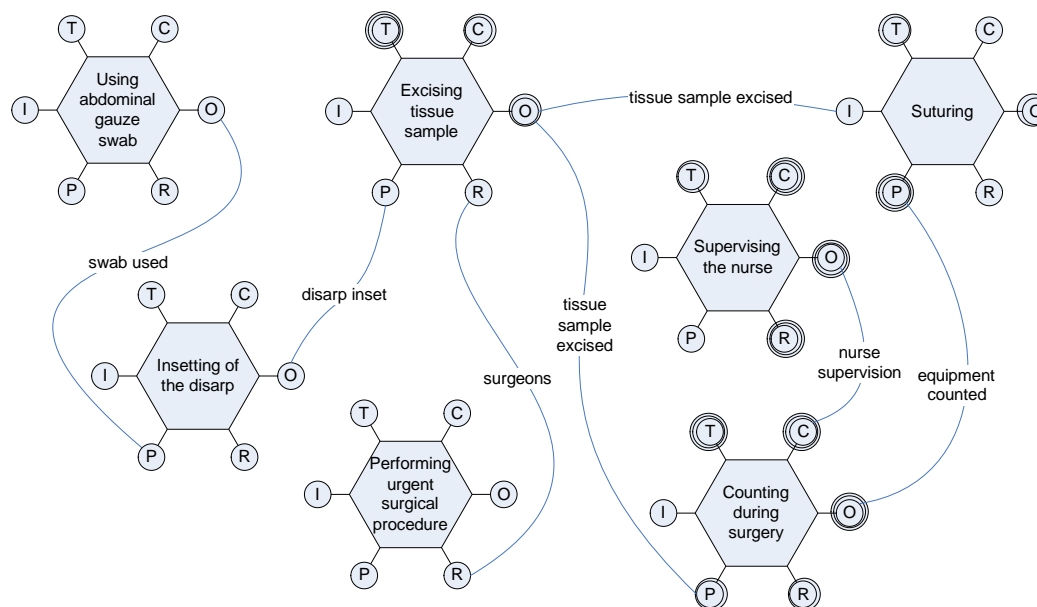 T
C
Using
abdominal
gauze
swab
I
O
P
R
T
C
Excising
tissue
sample
I
O
P
R
tissue sample excised
T
C
Suturing
I
O
P
R
T
C
Supervising
the nurse
I
O
P
R
swab used
disarp inset
T
C
Insetting of
the disarp
I
O
P
R
tissue
sample
excised
surgeons
nurse
supervision
equipment
counted
T
C
Performing
urgent
surgical
procedure
I
O
P
R
T
C
Counting
during
surgery
I
O
P
R